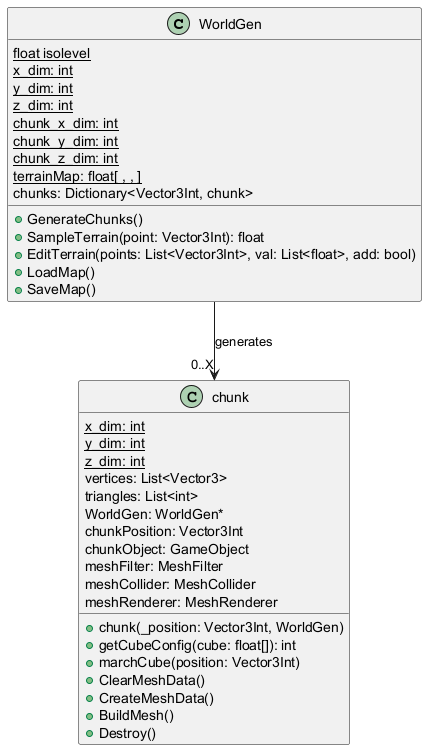 C WorldGen
float isolevel
x_dim: int
y_dim: int
z_dim: int
chunk_x_dim: int
chunk_y_dim: int
chunk_z_dim: int
terrainMap: float[ , , ]
chunks: Dictionary<Vector3Int, chunk>
GenerateChunks()
SampleTerrain(point: Vector3Int): float
EditTerrain(points: List<Vector3Int>, val: List<float>, add: bool)
LoadMap()
SaveMap()
generates
0..X
C chunk
x_dim: int
y_dim: int
z_dim: int
vertices: List<Vector3>
triangles: List<int>
WorldGen: WorldGen*
chunkPosition: Vector3Int
chunkObject: GameObject
meshFilter: MeshFilter
meshCollider: MeshCollider
meshRenderer: MeshRenderer
chunk(_position: Vector3Int, WorldGen)
getCubeConfig(cube: float[]): int
marchCube(position: Vector3Int)
ClearMeshData()
CreateMeshData()
BuildMesh()
Destroy()